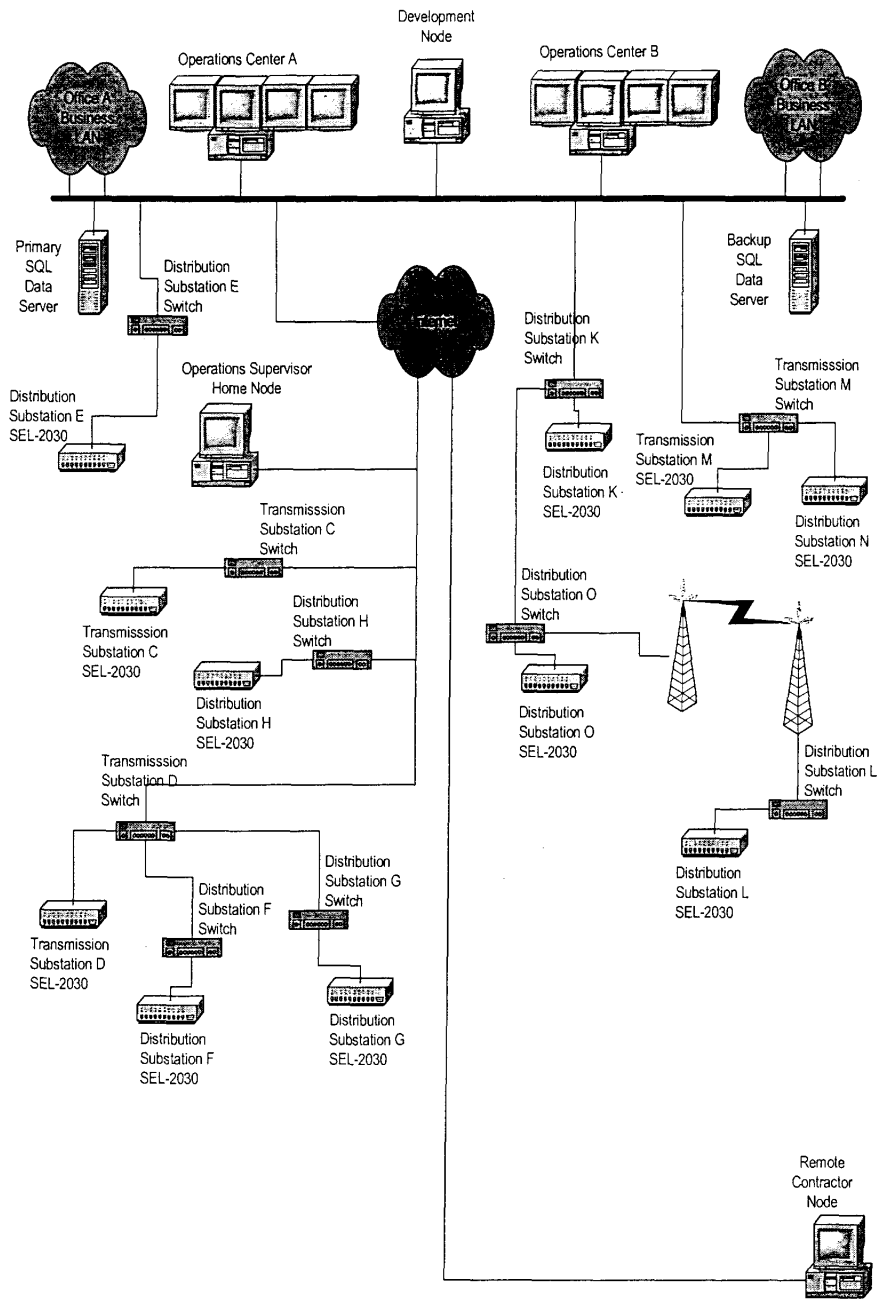 Development
Node
Operations Center A
Operations Center B
Office A
Business
LAN
Office B
Business
LAN
Primary
SQL
Data
Server
Distribution
Substation E
Switch
Backup
SQL
Data
Server
Internet
Distribution
Substation K
Switch
Transmisssion
Substation M
Switch
Operations Supervisor
Home Node
Distribution
Substation E
SEL-2030
Transmission
Substation M
SEL-2030
Distribution
Substation K
SEL-2030
Distribution
Substation N
SEL-2030
Transmisssion
Substation C
Switch
Distribution
Substation O
Switch
Distribution
Substation H
Switch
Transmisssion
Substation C
SEL-2030
Distribution
Substation H
SEL-2030
Distribution
Substation O
SEL-2030
Transmisssion
Substation D
Switch
Distribution
Substation L
Switch
Distribution
Substation G
Switch
Distribution
Substation F
Switch
Distribution
Substation L
SEL-2030
Transmission
Substation D
SEL-2030
Distribution
Substation F
SEL-2030
Distribution
Substation G
SEL-2030
Remote
Contractor
Node